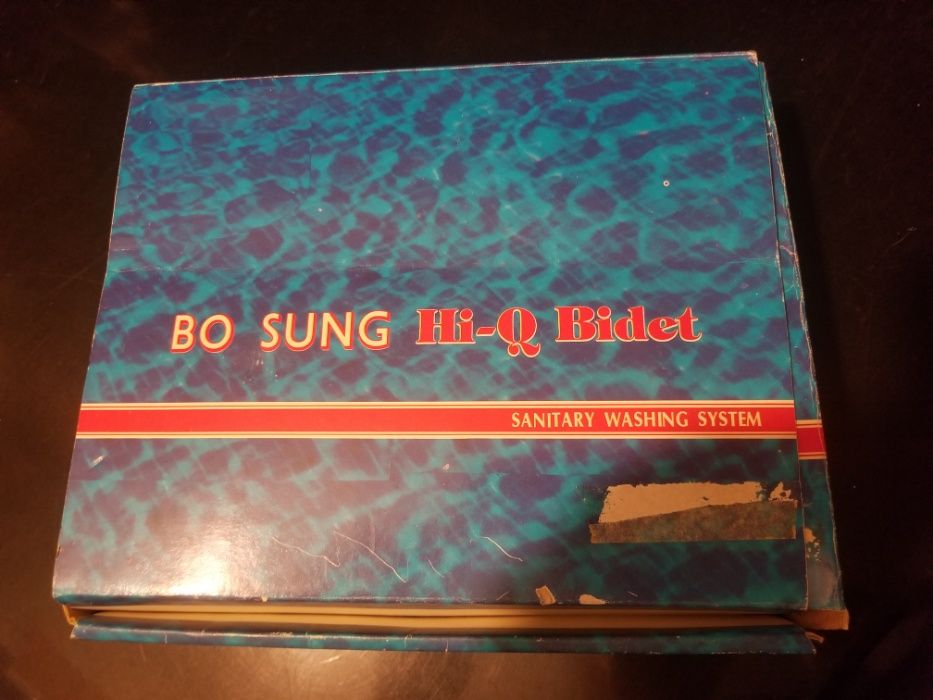 BO SUNG Hi-Q Bidet
SANITARY WASHING SYSTEM